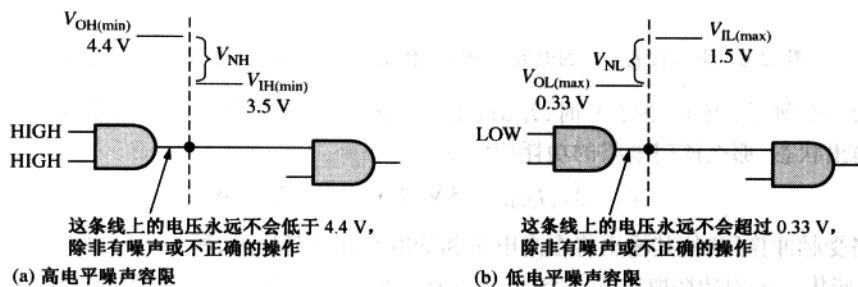 V_OH(min)
4.4 V
V_NH
V_IH(min)
3.5 V
HIGH
HIGH
这条线上的电压永远不会低于 4.4 V，
除非有噪声或不正确的操作
(a) 高电平噪声容限
V_IL(max)
1.5 V
V_NL
V_OL(max)
0.33 V
LOW
这条线上的电压永远不会超过 0.33 V，
除非有噪声或不正确的操作
(b) 低电平噪声容限